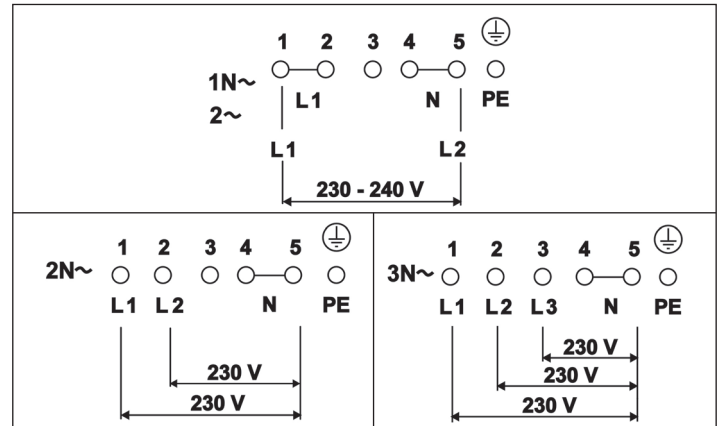 1 2 3 4 5
1N~ L1 N PE
2~
L1 L2
230 - 240 V
1 2 3 4 5
2N~
L1 L2 N PE
230 V
230 V
1 2 3 4 5
3N~
L1 L2 L3 N PE
230 V
230 V
230 V